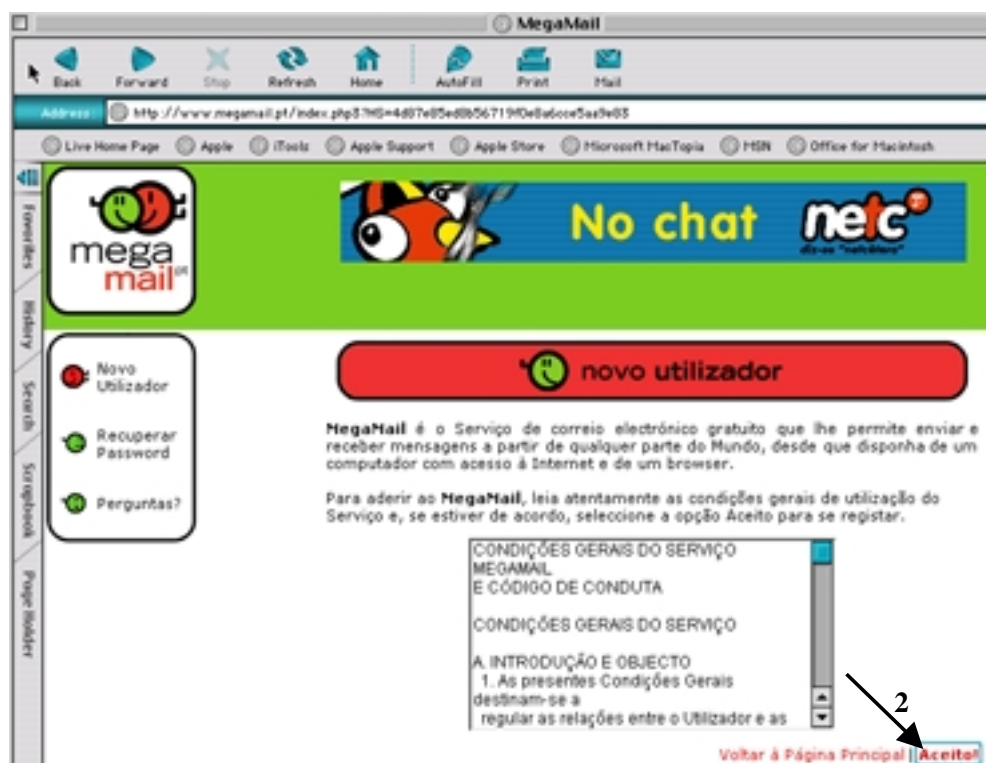 MegaMail
Back Forward Stop Refresh Home AutoFill Print Mail
Address:
Live Home Page Apple iTools Apple Support Apple Store Microsoft MacTopia MSN Office for Macintosh
Favorites
History
Search
Scrapbook
Page Holder
mega
mail pt
No chat netc
diz-se "netcétera"
Novo
Utilizador
Recuperar
Password
Perguntas?
novo utilizador
MegaMail é o Serviço de correio electrónico gratuito que lhe permite enviar e
receber mensagens a partir de qualquer parte do Mundo, desde que disponha de um
computador com acesso á Internet e de um browser.
Para aderir ao MegaMail, leia atentamente as condições gerais de utilização do
Serviço e, se estiver de acordo, seleccione a opção Aceito para se registar.
CONDIÇÕES GERAIS DO SERVIÇO
MEGAMAIL
E CÓDIGO DE CONDUTA
CONDIÇÕES GERAIS DO SERVIÇO
A. INTRODUÇÃO E OBJECTO
1. As presentes Condições Gerais
destinam-se a
regular as relações entre o Utilizador e as
2
Voltar á Página Principal | Aceito!